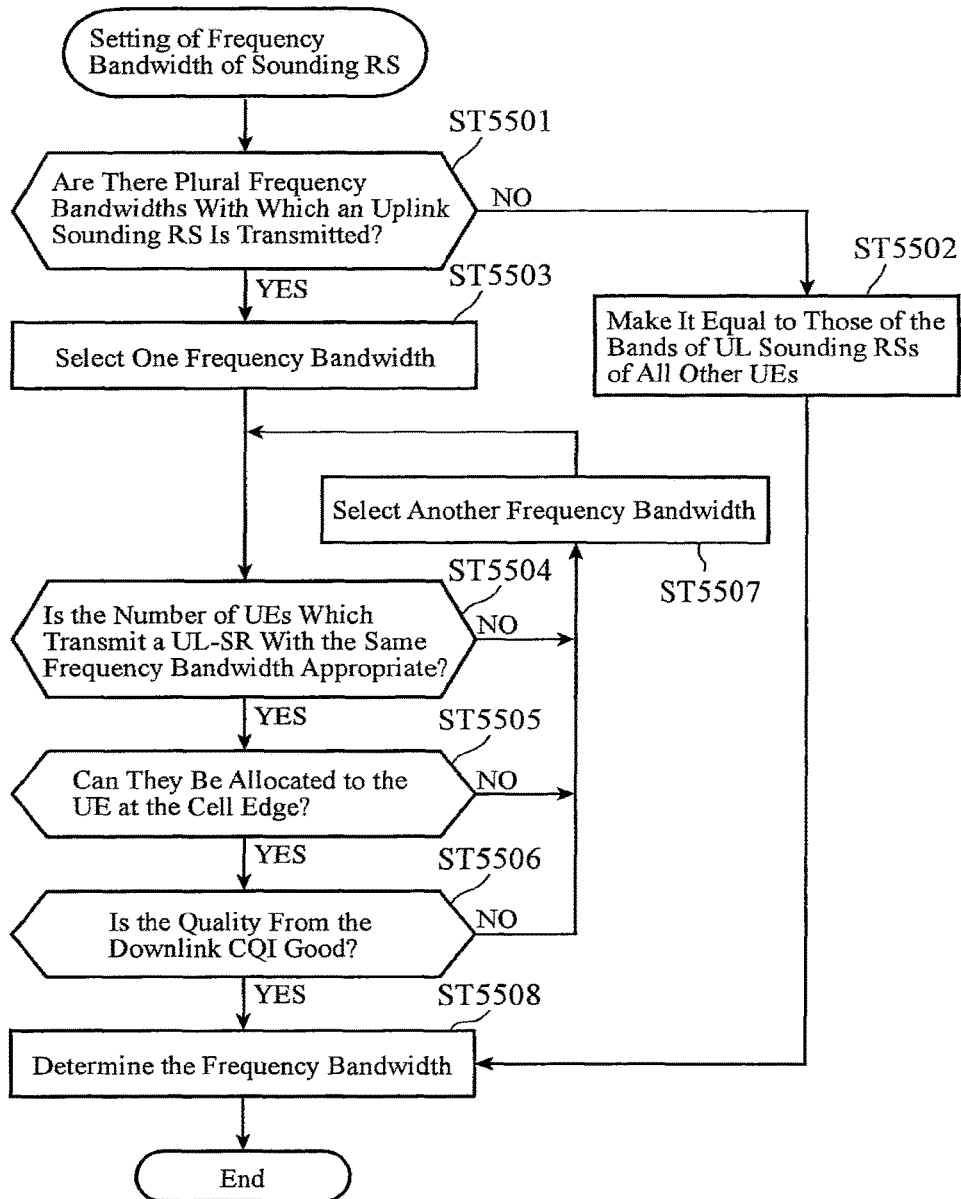 Setting of Frequency
Bandwidth of Sounding RS
ST5501
Are There Plural Frequency
Bandwidths With Which an Uplink
Sounding RS Is Transmitted?
NO
YES
ST5502
Make It Equal to Those of the
Bands of UL Sounding RSs
of All Other UEs
ST5503
Select One Frequency Bandwidth
Select Another Frequency Bandwidth
ST5507
ST5504
Is the Number of UEs Which
Transmit a UL-SR With the Same
Frequency Bandwidth Appropriate?
NO
YES
ST5505
Can They Be Allocated to the
UE at the Cell Edge?
NO
YES
ST5506
Is the Quality From the
Downlink CQI Good?
NO
YES
ST5508
Determine the Frequency Bandwidth
End